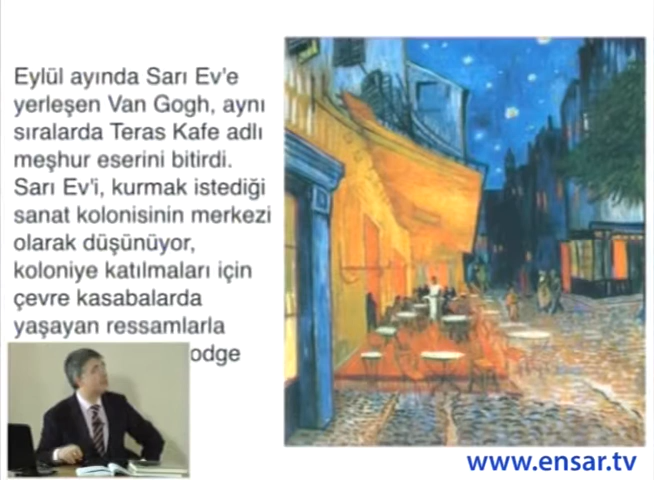 Eylül ayında Sarı Ev'e
yerleşen Van Gogh, aynı
sıralarda Teras Kafe adlı
meşhur eserini bitirdi.
Sarı Ev'i, kurmak istediği
sanat kolonisinin merkezi
olarak düşünüyor,
koloniye katılmaları için
çevre kasabalarda
yaşayan ressamlarla
odge
www.ensar.tv